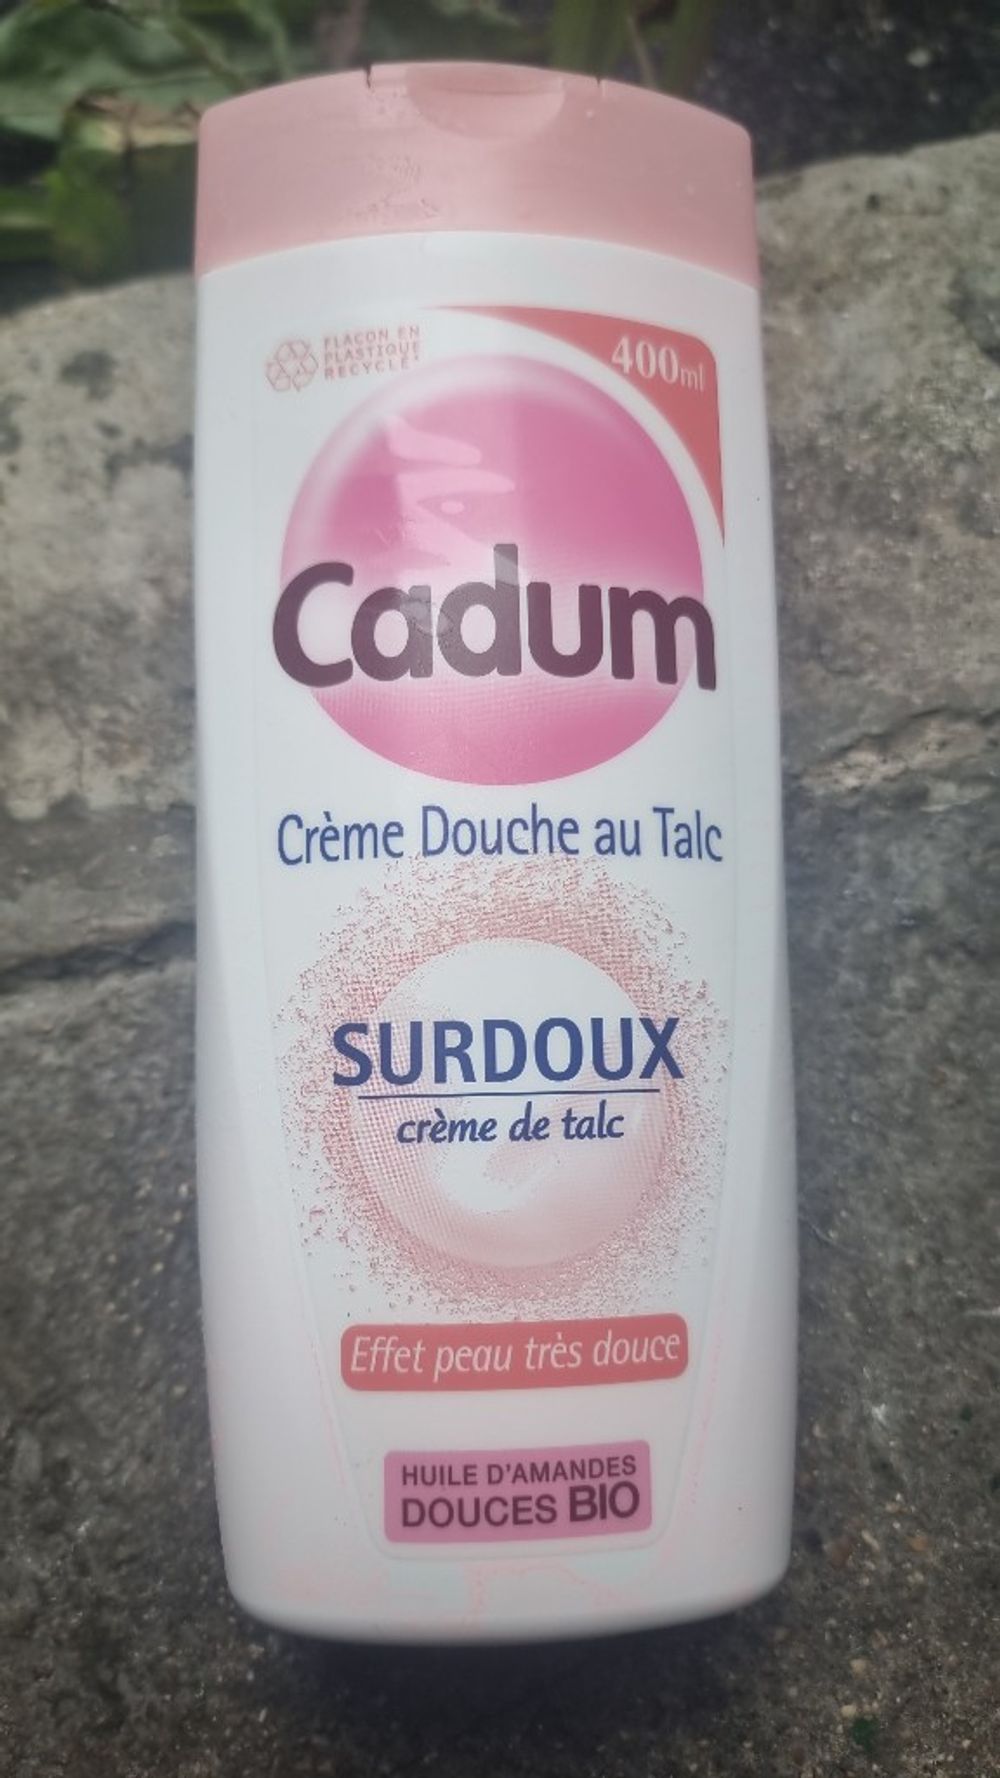 FLACON EN
PLASTIQUE
RECYCLÉ
400ml
Cadum
Crème Douche au Talc
SURDOUX
crème de talc
Effet peau très douce
HUILE D'AMANDES
DOUCES BIO